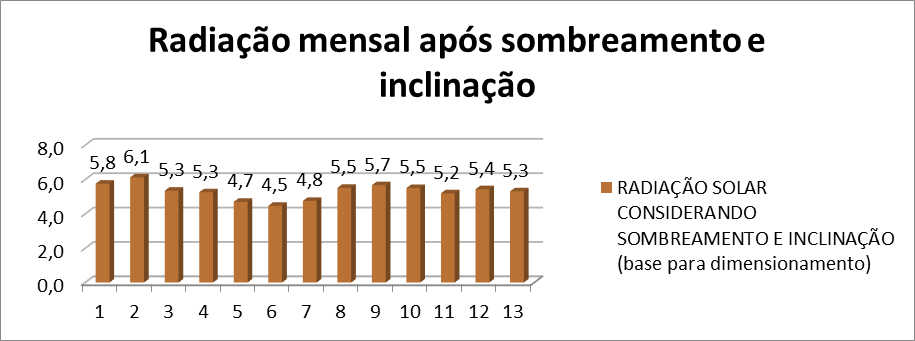 Radiação mensal após sombreamento e
inclinação
8,0
6,0
4,0
2,0
0,0
5,8 6,1 5,3 5,3 4,7 4,5 4,8 5,5 5,7 5,5 5,2 5,4 5,3
1 2 3 4 5 6 7 8 9 10 11 12 13
RADIAÇÃO SOLAR
CONSIDERANDO
SOMBREAMENTO E INCLINAÇÃO
(base para dimensionamento)